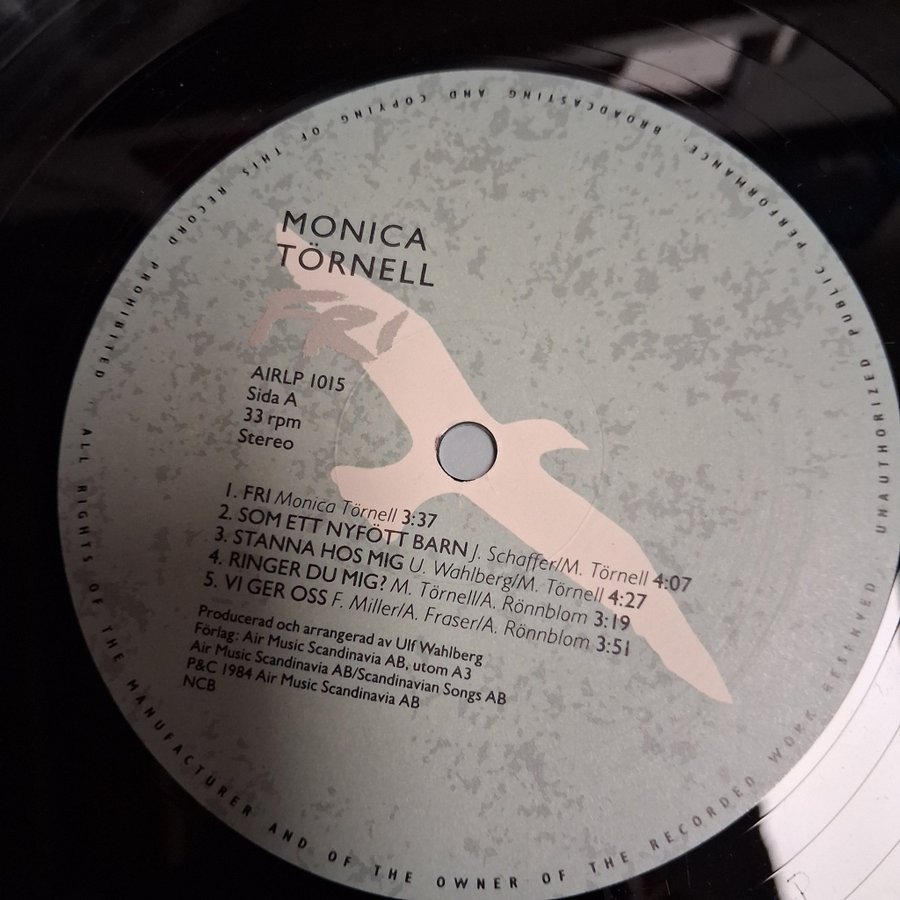 MONICA
TÖRNELL
FRI
AIRLP 1015
Sida A
33 rpm
Stereo
1. FRI Monica Törnell 3:37
2. SOM ETT NYFÖTT BARN J. Schaffer/M. Törnell 4:07
3. STANNA HOS MIG U. Wahlberg/M. Törnell 4:27
4. RINGER DU MIG? M. Törnell/A. Rönnblom 3:19
5. VI GER OSS F. Miller/A. Fraser/A. Rönnblom 3:51
Producerad och arrangerad av Ulf Wahlberg
Förlag: Air Music Scandinavia AB, utom A3
Air Music Scandinavia AB/Scandinavian Songs AB
P&C 1984 Air Music Scandinavia AB
NCB
ALL RIGHTS OF THE MANUFACTURER AND OF THE OWNER OF THE RECORDED WORK RESERVED UNAUTHORIZED PUBLIC PERFORMANCE, BROADCASTING AND COPYING OF THIS RECORD PROHIBITED